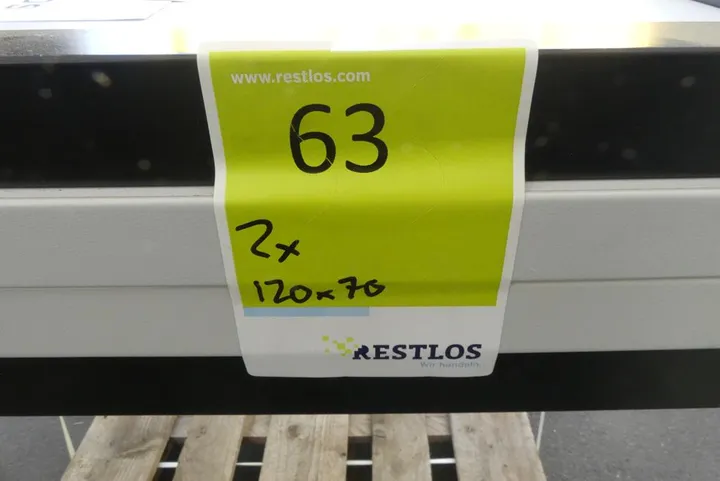 www.restlos.com
63
2x
120x70
RESTLOS
Wir handeln